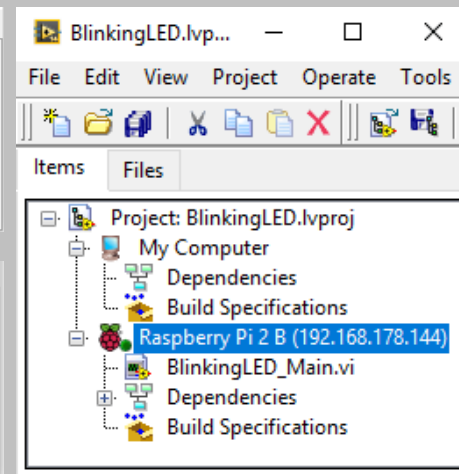 BlinkingLED.lvp...
File Edit View Project Operate Tools
Items Files
Project: BlinkingLED.lvproj
My Computer
Dependencies
Build Specifications
Raspberry Pi 2 B (192.168.178.144)
BlinkingLED_Main.vi
Dependencies
Build Specifications